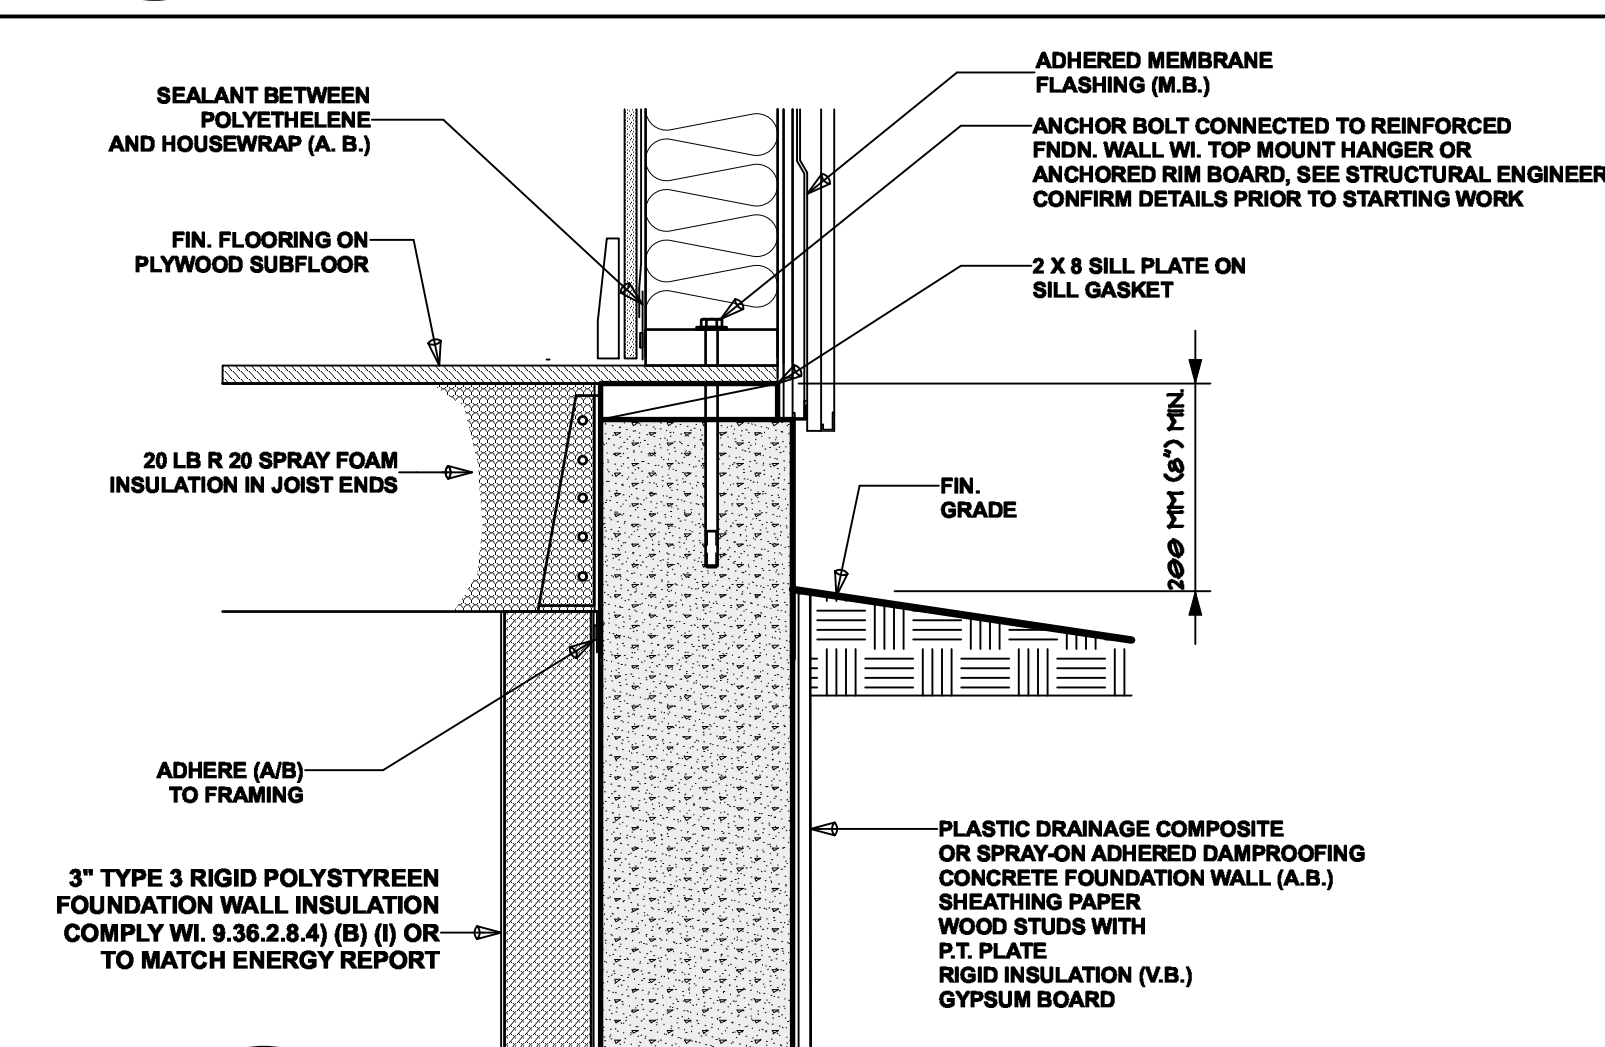 SEALANT BETWEEN
POLYETHELENE
AND HOUSEWRAP (A. B.)
FIN. FLOORING ON
PLYWOOD SUBFLOOR
20 LB R 20 SPRAY FOAM
INSULATION IN JOIST ENDS
ADHERE (A/B)
TO FRAMING
3" TYPE 3 RIGID POLYSTYREEN
FOUNDATION WALL INSULATION
COMPLY WI. 9.36.2.8.4) (B) (I) OR
TO MATCH ENERGY REPORT
ADHERED MEMBRANE
FLASHING (M.B.)
ANCHOR BOLT CONNECTED TO REINFORCED
FNDN. WALL WI. TOP MOUNT HANGER OR
ANCHORED RIM BOARD, SEE STRUCTURAL ENGINEER
CONFIRM DETAILS PRIOR TO STARTING WORK
2 X 8 SILL PLATE ON
SILL GASKET
200 MM (8") MIN.
FIN.
GRADE
PLASTIC DRAINAGE COMPOSITE
OR SPRAY-ON ADHERED DAMPROOFING
CONCRETE FOUNDATION WALL (A.B.)
SHEATHING PAPER
WOOD STUDS WITH
P.T. PLATE
RIGID INSULATION (V.B.)
GYPSUM BOARD